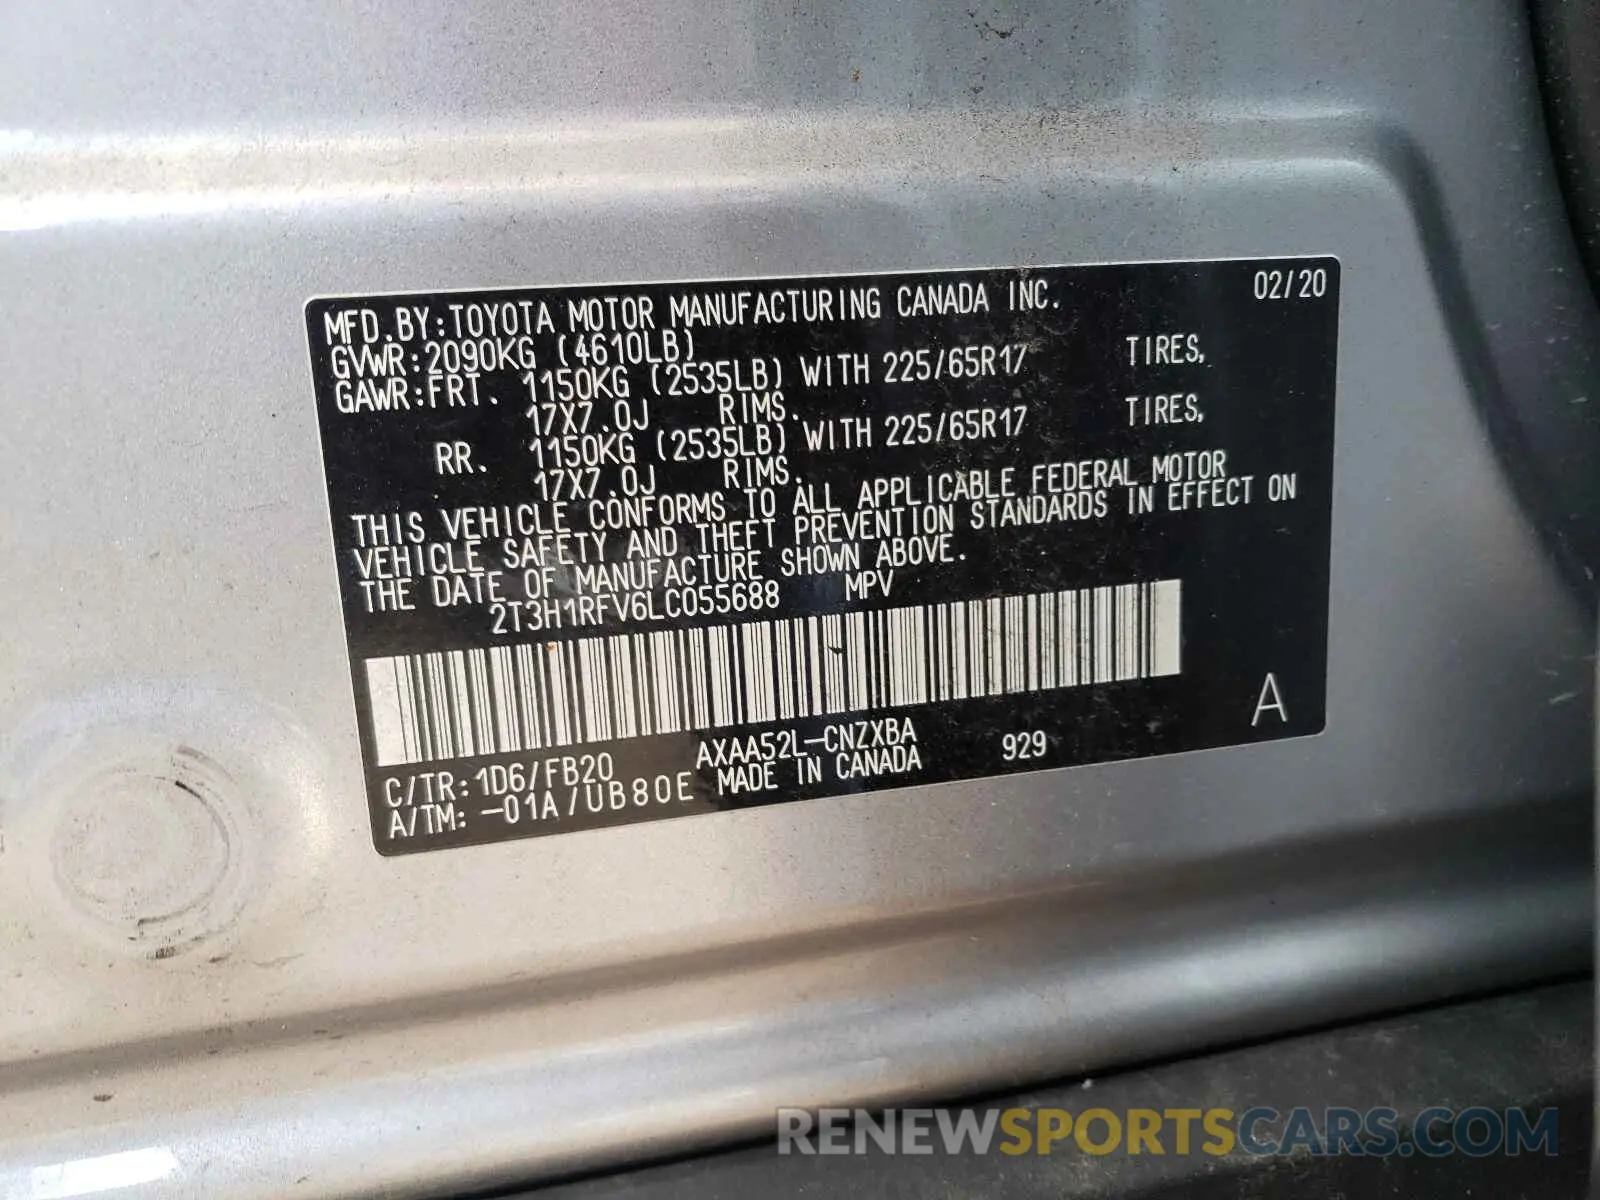 MFD.BY:TOYOTA MOTOR MANUFACTURING CANADA INC. 02/20
GVWR:2090KG (4610LB)
GAWR:FRT. 1150KG (2535LB) WITH 225/65R17 TIRES,
17X7.0J RIMS.
RR. 1150KG (2535LB) WITH 225/65R17 TIRES,
17X7.0J RIMS.
THIS VEHICLE CONFORMS TO ALL APPLICABLE FEDERAL MOTOR
VEHICLE SAFETY AND THEFT PREVENTION STANDARDS IN EFFECT ON
THE DATE OF MANUFACTURE SHOWN ABOVE.
2T3H1RFV6LC055688 MPV
A
C/TR:1D6/FB20 AXAA52L-CNZXBA 929
A/TM: -01A/UB80E MADE IN CANADA
RENEWSPORTSCARS.COM